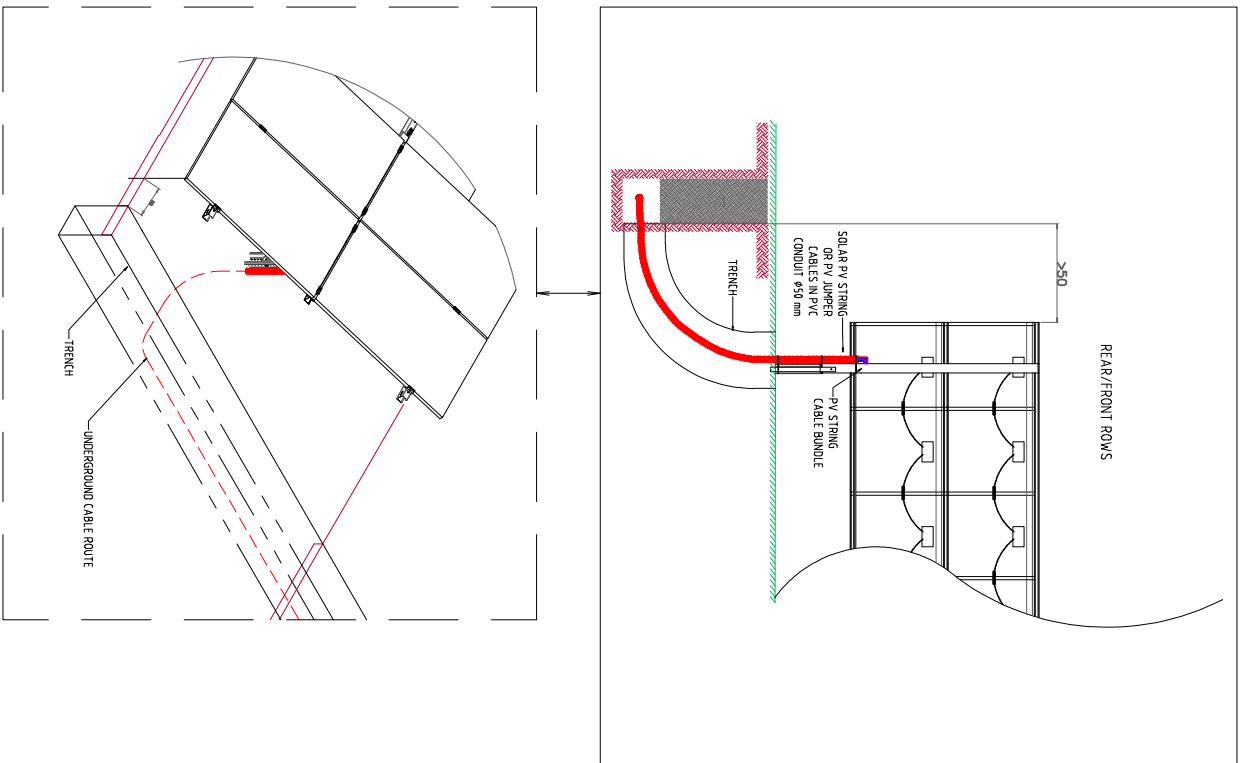 REAR/FRONT ROWS
>50
SOLAR PV STRING
OR PV JUMPER
CABLES IN PVC
CONDUIT Ø50 mm
PV STRING
CABLE BUNDLE
TRENCH
UNDERGROUND CABLE ROUTE
TRENCH